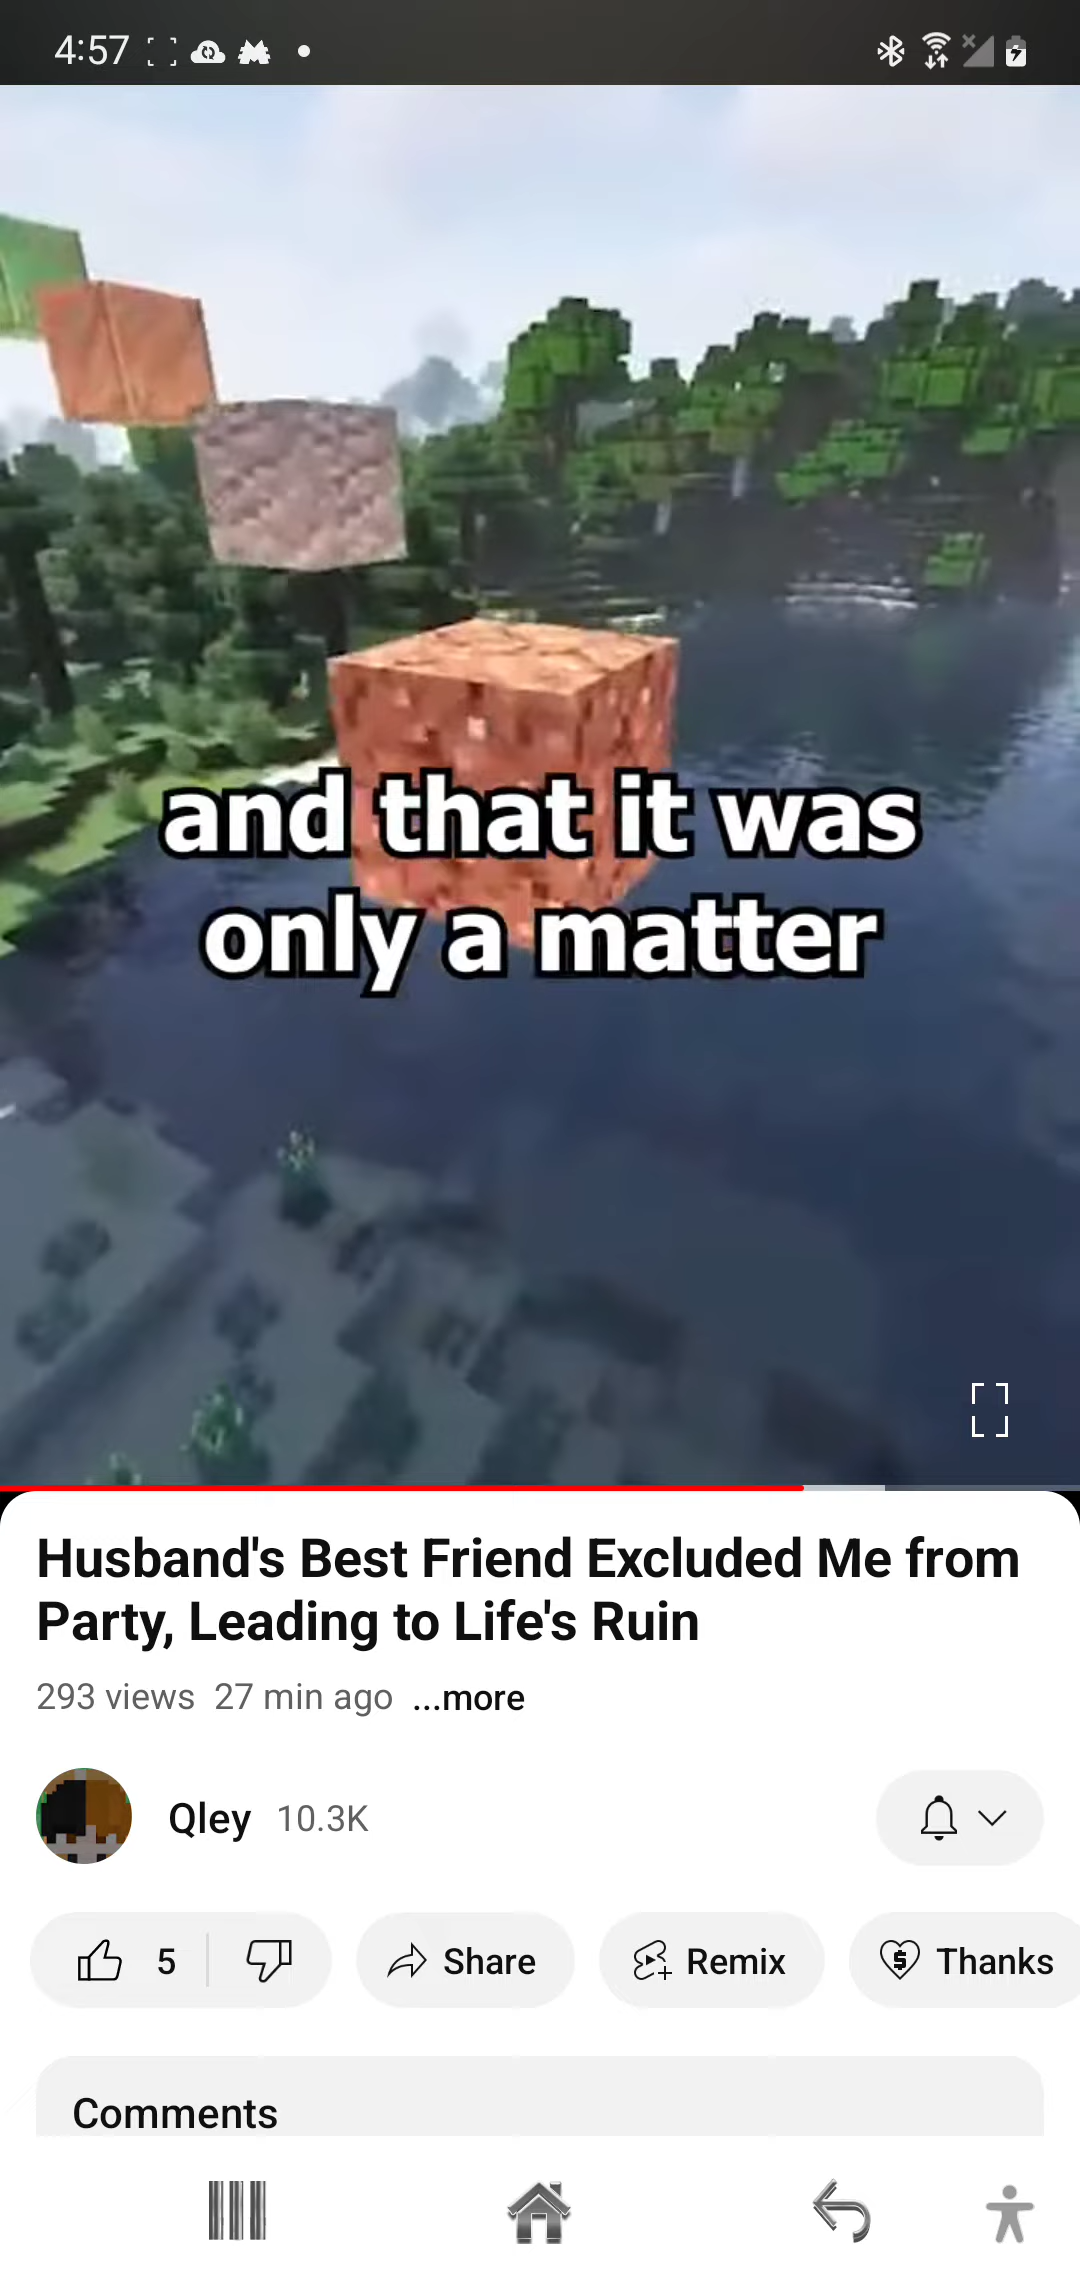 4:57
and that it was
only a matter
Husband's Best Friend Excluded Me from
Party, Leading to Life's Ruin
293 views 27 min ago ...more
Qley 10.3K
5 Share Remix Thanks
Comments